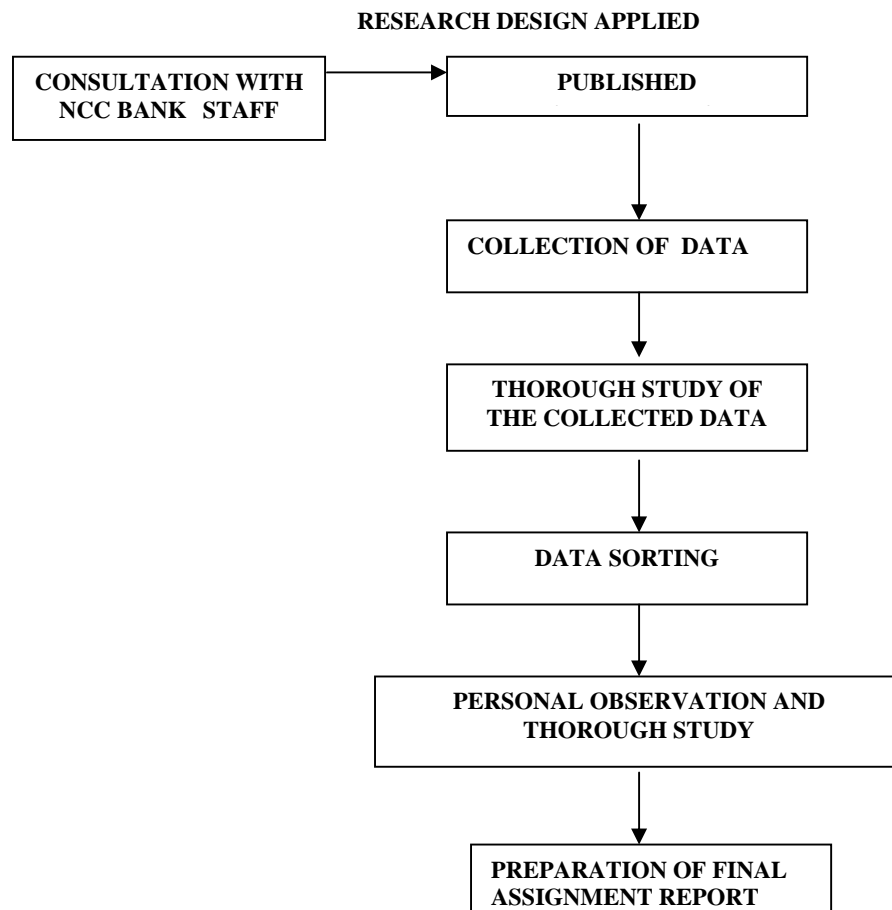 RESEARCH DESIGN APPLIED
CONSULTATION WITH
NCC BANK STAFF
PUBLISHED
COLLECTION OF DATA
THOROUGH STUDY OF
THE COLLECTED DATA
DATA SORTING
PERSONAL OBSERVATION AND
THOROUGH STUDY
PREPARATION OF FINAL
ASSIGNMENT REPORT